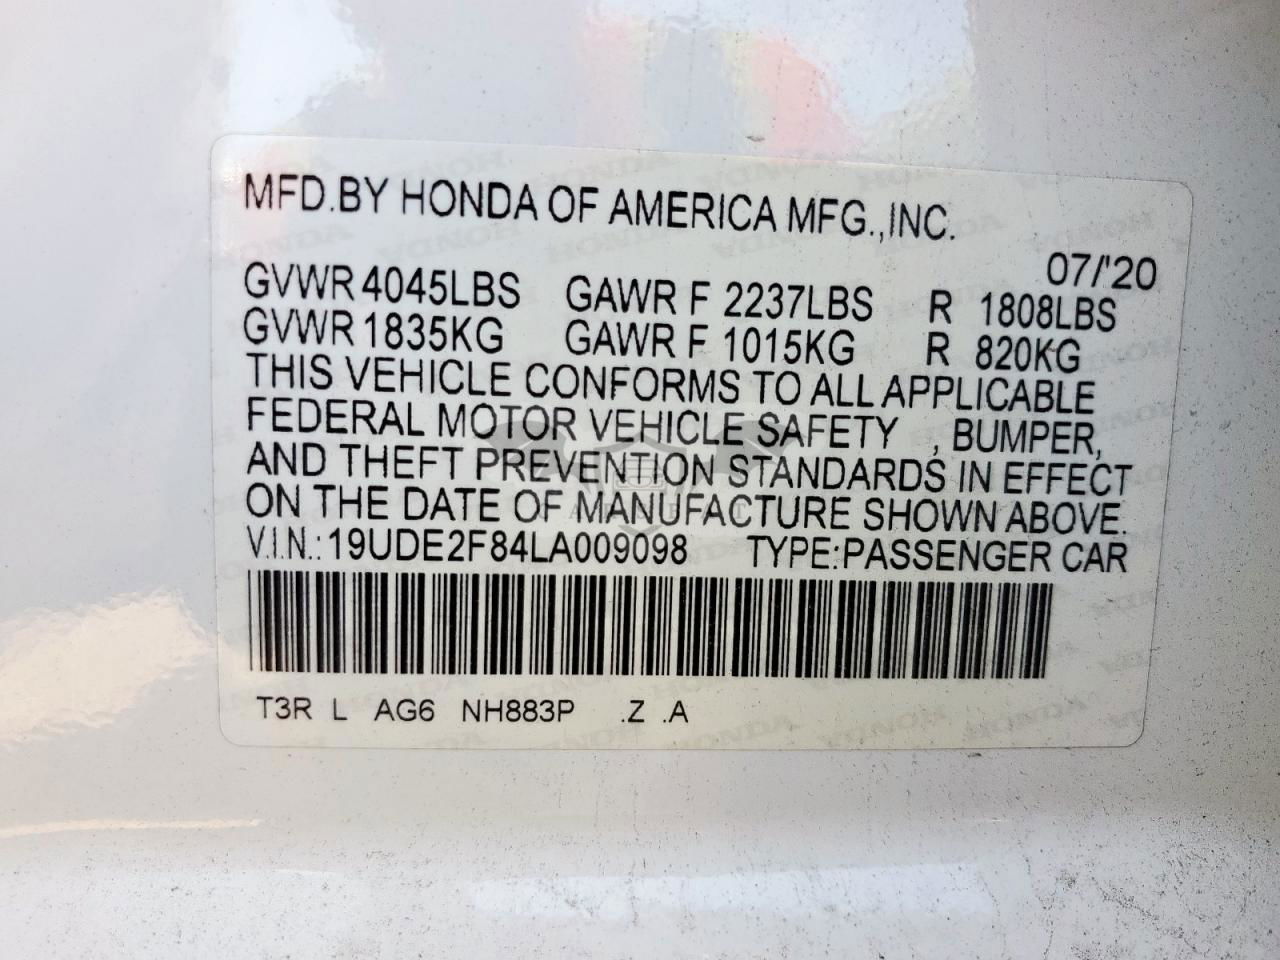 MFD.BY HONDA OF AMERICA MFG.,INC.
07/'20
GVWR 4045LBS GAWR F 2237LBS R 1808LBS
GVWR 1835KG GAWR F 1015KG R 820KG
THIS VEHICLE CONFORMS TO ALL APPLICABLE
FEDERAL MOTOR VEHICLE SAFETY , BUMPER,
AND THEFT PREVENTION STANDARDS IN EFFECT
ON THE DATE OF MANUFACTURE SHOWN ABOVE.
V.I.N.:19UDE2F84LA009098 TYPE:PASSENGER CAR
T3R L AG6 NH883P .Z .A